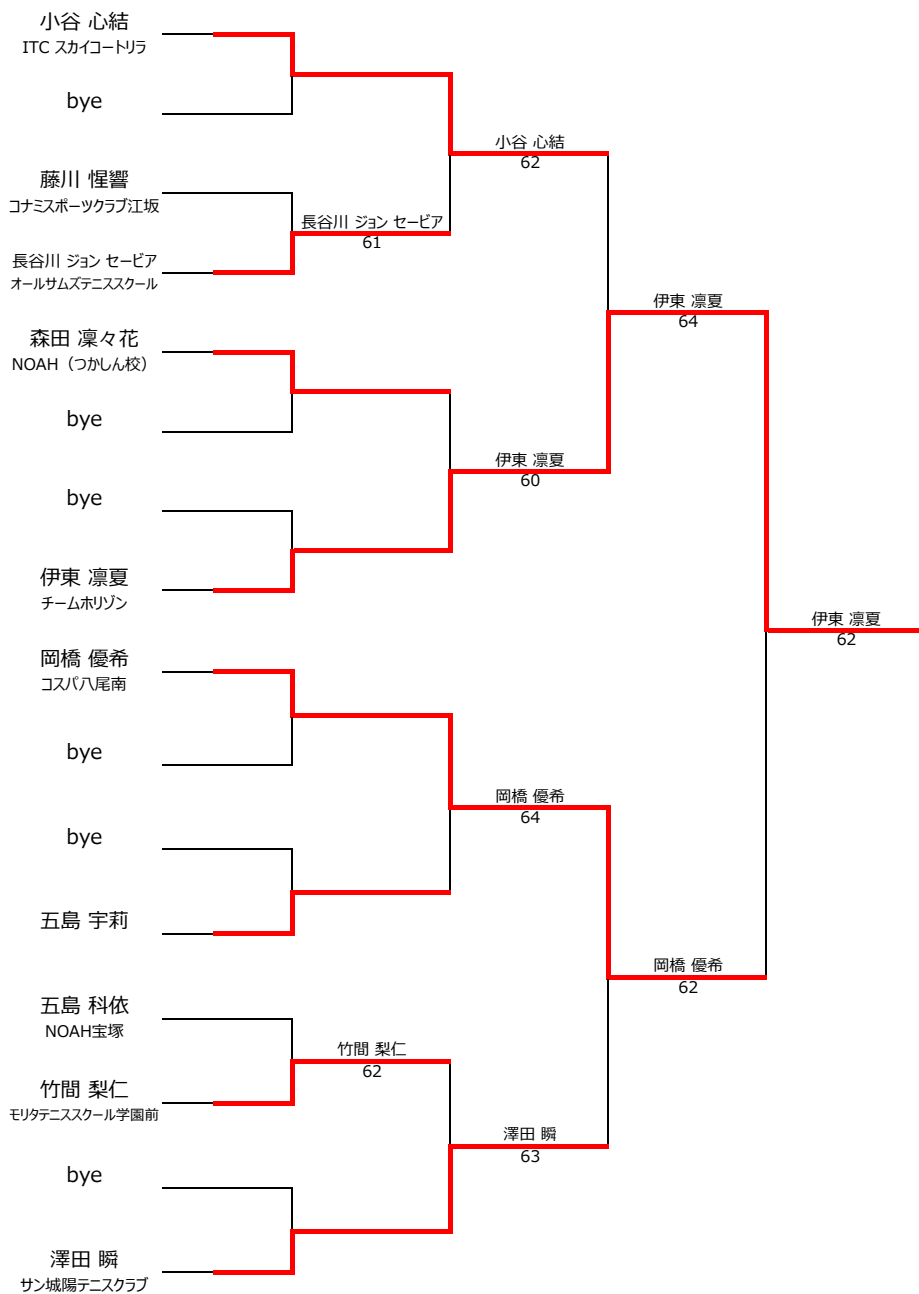 小谷 心結
ITC スカイコートリラ
bye
藤川 惺響
コナミスポーツクラブ江坂
長谷川 ジョン セービア
オールサムズテニススクール
森田 凜々花
NOAH（つかしん校）
bye
bye
伊東 凛夏
チームホリゾン
岡橋 優希
コスパ八尾南
bye
bye
五島 宇莉
五島 科依
NOAH宝塚
竹間 梨仁
モリタテニススクール学園前
bye
澤田 瞬
サン城陽テニスクラブ
長谷川 ジョン セービア
61
竹間 梨仁
62
小谷 心結
62
伊東 凛夏
60
岡橋 優希
64
澤田 瞬
63
伊東 凛夏
64
岡橋 優希
62
伊東 凛夏
62